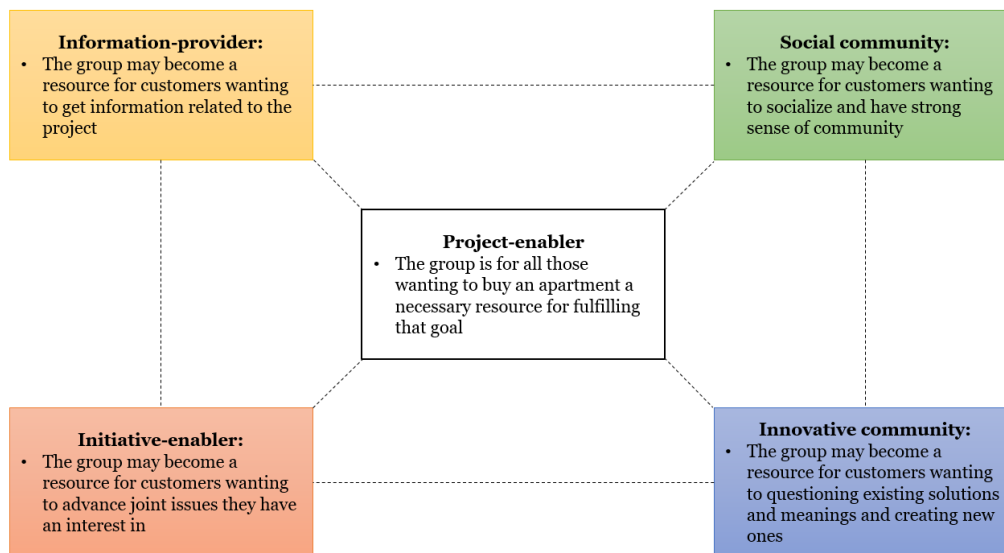 Information-provider:
• The group may become a
resource for customers wanting
to get information related to the
project
Social community:
• The group may become a
resource for customers wanting
to socialize and have strong
sense of community
Project-enabler
• The group is for all those
wanting to buy an apartment a
necessary resource for fulfilling
that goal
Initiative-enabler:
• The group may become a
resource for customers wanting
to advance joint issues they have
an interest in
Innovative community:
• The group may become a
resource for customers wanting
to questioning existing solutions
and meanings and creating new
ones